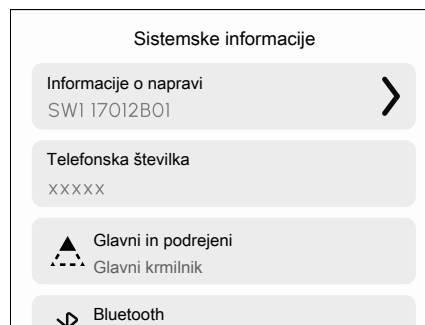 Sistemske informacije
Informacije o napravi
SW1 17012B01
Telefonska številka
xxxxx
Glavni in podrejeni
Glavni krmilnik
Bluetooth